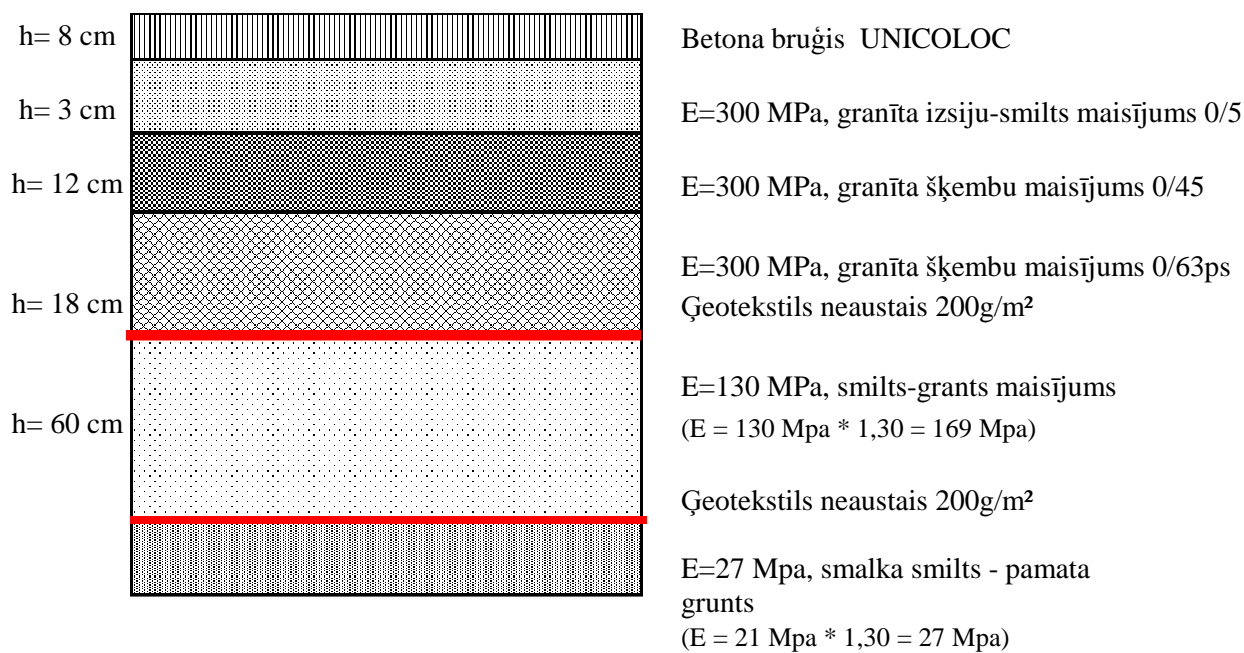 h= 8 cm
Betona bruģis  UNICOLOC
h= 3 cm
E=300 MPa, granīta izsiju-smilts maisījums 0/5
h= 12 cm
E=300 MPa, granīta šķembu maisījums 0/45
E=300 MPa, granīta šķembu maisījums 0/63ps
h= 18 cm
Ģeotekstils neaustais 200g/m²
E=130 MPa, smilts-grants maisījums
h= 60 cm
(E = 130 Mpa * 1,30 = 169 Mpa)
Ģeotekstils neaustais 200g/m²
E=27 Mpa, smalka smilts - pamata
grunts
(E = 21 Mpa * 1,30 = 27 Mpa)